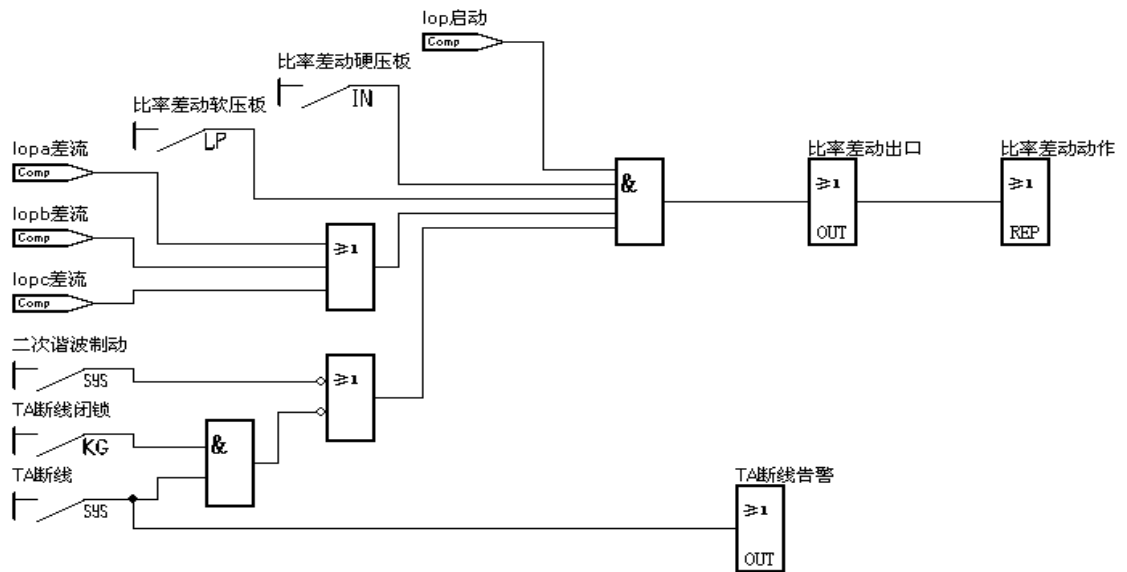 Iop启动
Comp
比率差动硬压板
IN
比率差动软压板
LP
Iopa差流
Comp
Iopb差流
Comp
Iopc差流
Comp
≥1
&
比率差动出口
≥1
OUT
比率差动动作
≥1
REP
二次谐波制动
SYS
≥1
TA断线闭锁
KG
&
TA断线
SYS
TA断线告警
≥1
OUT